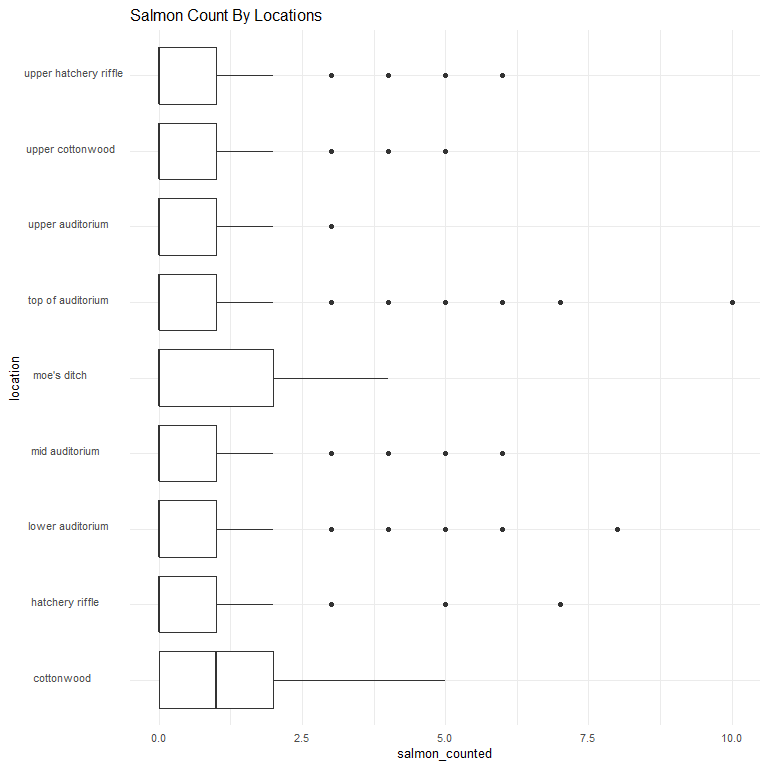 Salmon Count By Locations
upper hatchery riffle
upper cottonwood
upper auditorium
top of auditorium
moe's ditch
mid auditorium
lower auditorium
hatchery riffle
cottonwood
location
0.0 2.5 5.0 7.5 10.0
salmon_counted